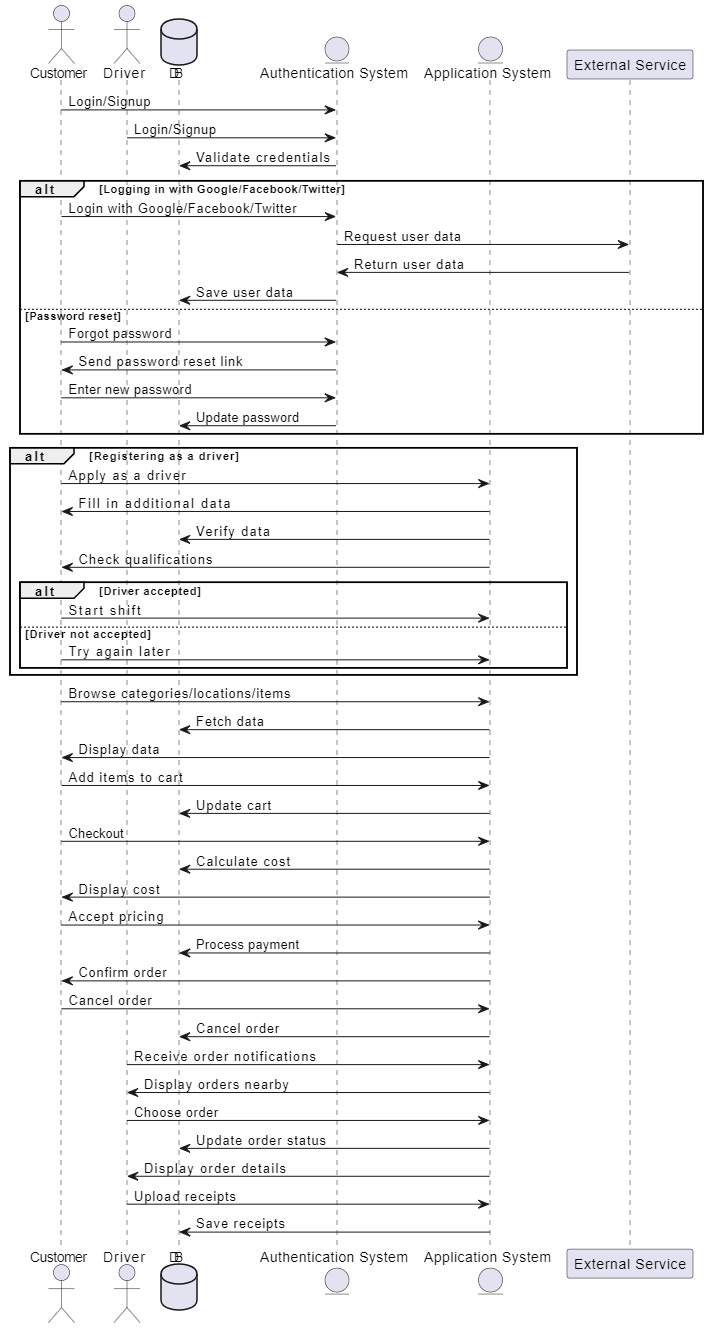 Customer Driver DB Authentication System Application System External Service
Login/Signup
Login/Signup
Validate credentials
alt [Logging in with Google/Facebook/Twitter]
Login with Google/Facebook/Twitter
Request user data
Return user data
Save user data
[Password reset]
Forgot password
Send password reset link
Enter new password
Update password
alt [Registering as a driver]
Apply as a driver
Fill in additional data
Verify data
Check qualifications
alt [Driver accepted]
Start shift
[Driver not accepted]
Try again later
Browse categories/locations/items
Fetch data
Display data
Add items to cart
Update cart
Checkout
Calculate cost
Display cost
Accept pricing
Process payment
Confirm order
Cancel order
Cancel order
Receive order notifications
Display orders nearby
Choose order
Update order status
Display order details
Upload receipts
Save receipts
Customer Driver DB Authentication System Application System External Service